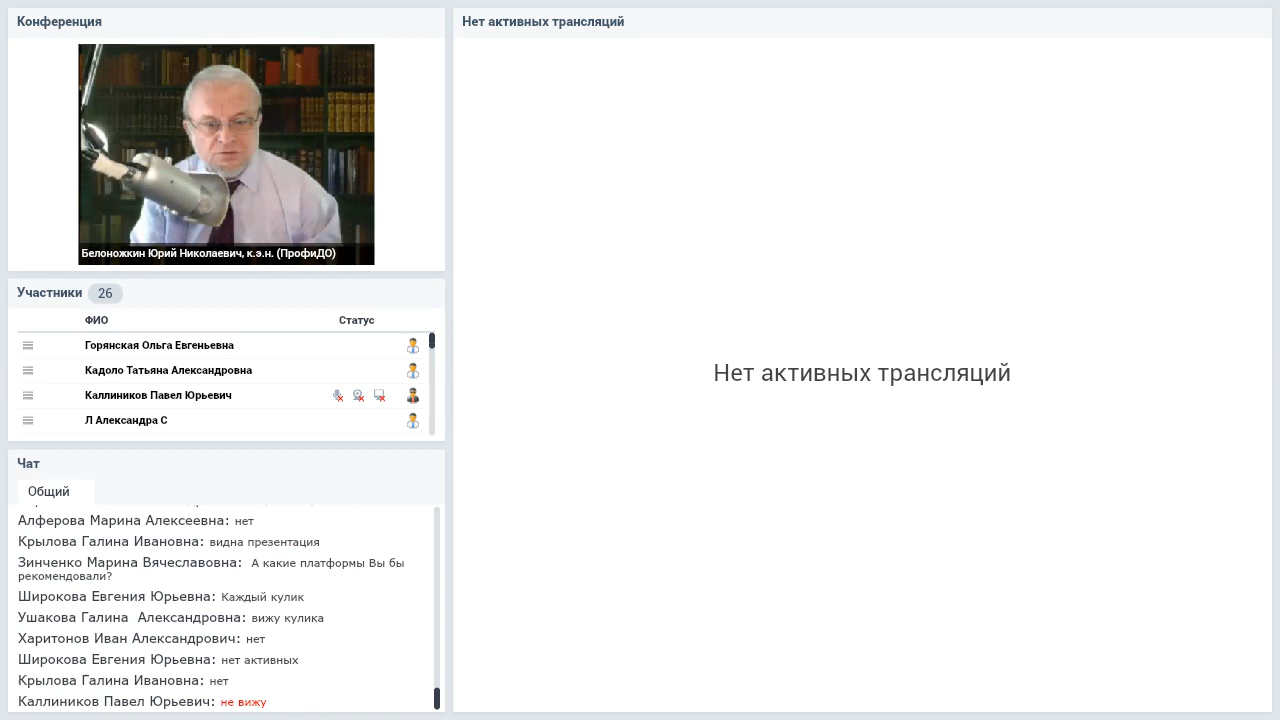 Конференция
Белоножкин Юрий Николаевич, к.э.н. (ПрофиДО)
Участники 26
ФИО Статус
Горянская Ольга Евгеньевна
Кадоло Татьяна Александровна
Каллиников Павел Юрьевич
Л Александра С
Чат
Общий
Алферова Марина Алексеевна: нет
Крылова Галина Ивановна: видна презентация
Зинченко Марина Вячеславовна: А какие платформы Вы бы
рекомендовали?
Широкова Евгения Юрьевна: Каждый кулик
Ушакова Галина Александровна: вижу кулика
Харитонов Иван Александрович: нет
Широкова Евгения Юрьевна: нет активных
Крылова Галина Ивановна: нет
Каллиников Павел Юрьевич: не вижу
Нет активных трансляций
Нет активных трансляций